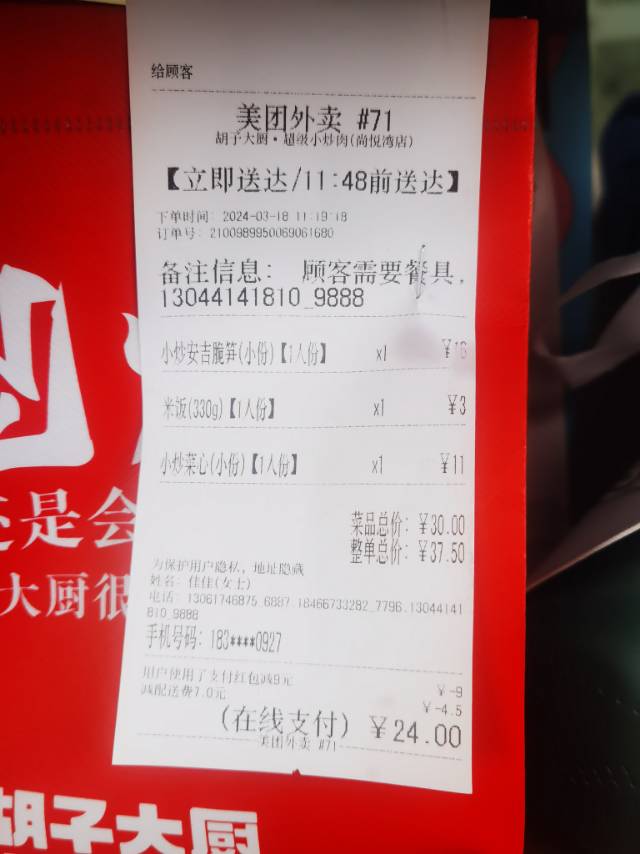 给顾客
美团外卖 #71
胡子大厨·超级小炒肉(尚悦湾店)
【立即送达/11:48前送达】
下单时间: 2024-03-18 11:19:18
订单号: 2100989950069061680
备注信息: 顾客需要餐具,
13044141810_9888
小炒安吉脆笋(小份)【1人份】 x1 ¥16
米饭(330g)【1人份】 x1 ¥3
小炒菜心(小份)【1人份】 x1 ¥11
菜品总价: ¥30.00
整单总价: ¥37.50
为保护用户隐私,地址隐藏
姓名: 佳佳(女士)
电话: 13061746875_6897,18466733282_7796,13044141
810_9888
手机号码: 183****0927
用户使用了支付红包减9元 ¥-9
减配送费7.0元 ¥-4.5
(在线支付) ¥24.00
美团外卖 #71
还是会
大厨很
胡子大厨